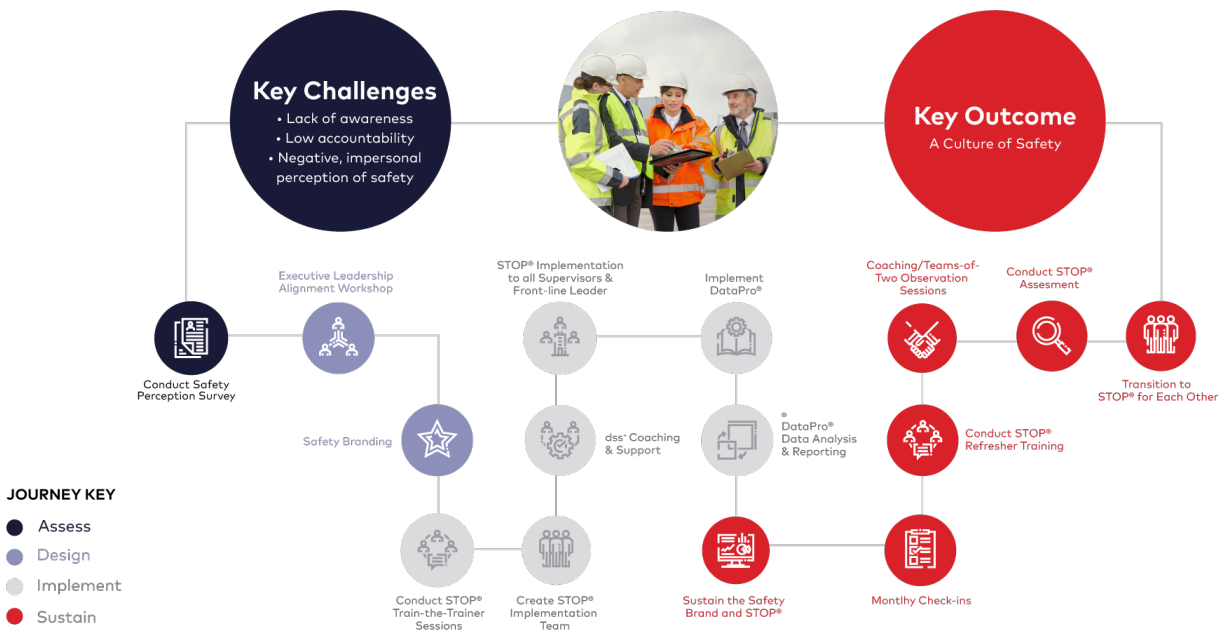 Key Challenges
• Lack of awareness
• Low accountability
• Negative, impersonal
perception of safety
Key Outcome
A Culture of Safety
Conduct Safety
Perception Survey
Executive Leadership
Alignment Workshop
Safety Branding
Conduct STOP®
Train-the-Trainer
Sessions
Create STOP®
Implementation
Team
dss⁺ Coaching
& Support
STOP® Implementation
to all Supervisors &
Front-line Leader
Implement
DataPro®
®
DataPro®
Data Analysis
& Reporting
Sustain the Safety
Brand and STOP®
Montlhy Check-ins
Conduct STOP®
Refresher Training
Coaching/Teams-of-
Two Observation
Sessions
Conduct STOP®
Assesment
Transition to
STOP® for Each Other
JOURNEY KEY
Assess
Design
Implement
Sustain